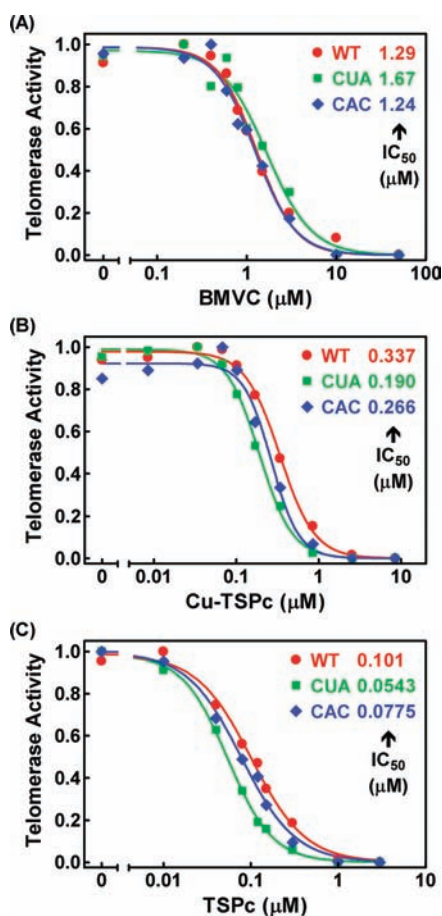 (A)
Telomerase Activity
1.0
0.8
0.6
0.4
0.2
0.0
WT 1.29
CUA 1.67
CAC 1.24
IC50
(μM)
0 0.1 1 10 100
BMVC (μM)
(B)
Telomerase Activity
1.0
0.8
0.6
0.4
0.2
0.0
WT 0.337
CUA 0.190
CAC 0.266
IC50
(μM)
0 0.01 0.1 1 10
Cu-TSPc (μM)
(C)
Telomerase Activity
1.0
0.8
0.6
0.4
0.2
0.0
WT 0.101
CUA 0.0543
CAC 0.0775
IC50
(μM)
0 0.01 0.1 1
TSPc (μM)